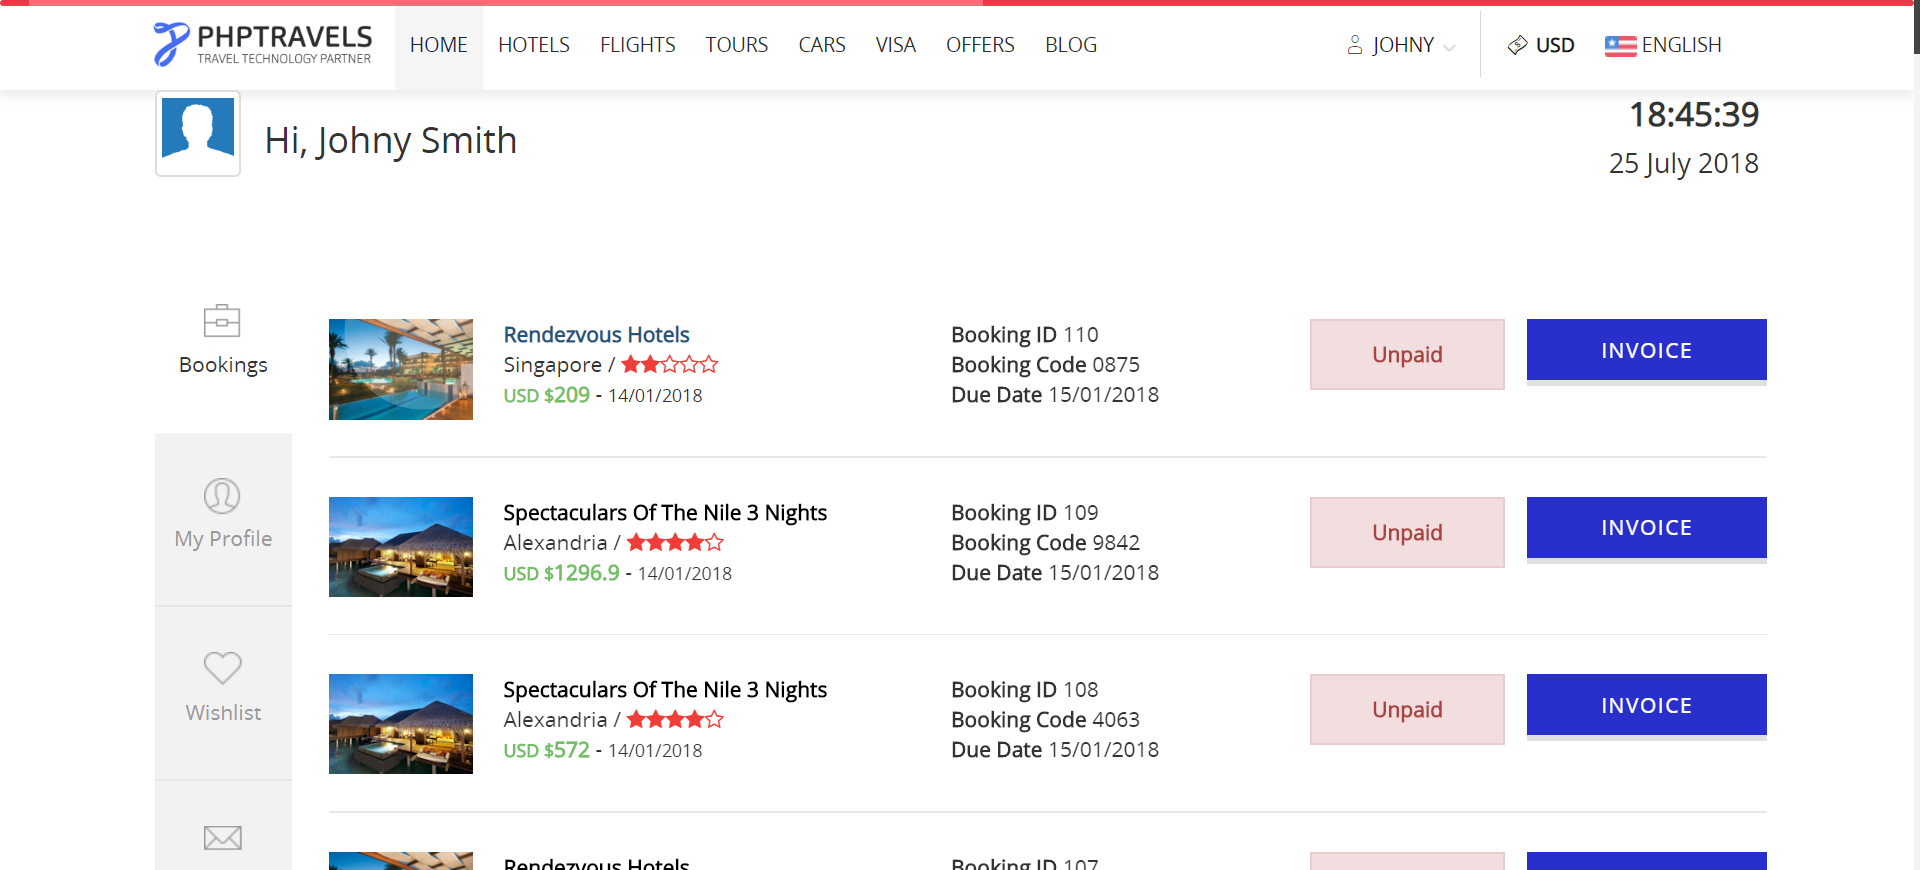 PHPTRAVELS
TRAVEL TECHNOLOGY PARTNER
HOME HOTELS FLIGHTS TOURS CARS VISA OFFERS BLOG
JOHNY USD ENGLISH
Hi, Johny Smith
18:45:39
25 July 2018
Bookings
My Profile
Wishlist
Rendezvous Hotels
Singapore /
USD $209 - 14/01/2018
Booking ID 110
Booking Code 0875
Due Date 15/01/2018
Unpaid
INVOICE
Spectaculars Of The Nile 3 Nights
Alexandria /
USD $1296.9 - 14/01/2018
Booking ID 109
Booking Code 9842
Due Date 15/01/2018
Unpaid
INVOICE
Spectaculars Of The Nile 3 Nights
Alexandria /
USD $572 - 14/01/2018
Booking ID 108
Booking Code 4063
Due Date 15/01/2018
Unpaid
INVOICE
Rendezvous Hotels
Booking ID 107